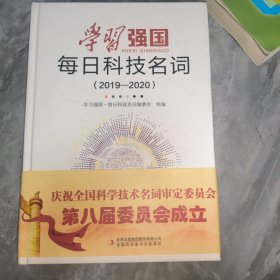 学习强国
XUEXI QIANGGUO
每日科技名词
(2019—2020)
学习强国·每日科技名词编委会 组编
庆祝全国科学技术名词审定委员会
第八届委员会成立